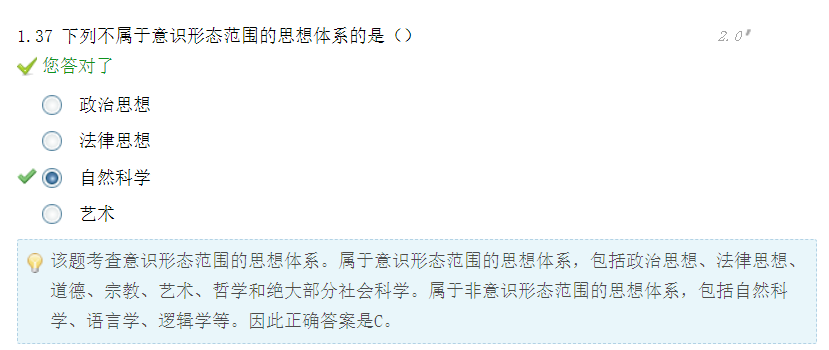 1.37 下列不属于意识形态范围的思想体系的是（） 2.0'
您答对了
政治思想
法律思想
自然科学
艺术
该题考查意识形态范围的思想体系。属于意识形态范围的思想体系，包括政治思想、法律思想、
道德、宗教、艺术、哲学和绝大部分社会科学。属于非意识形态范围的思想体系，包括自然科
学、语言学、逻辑学等。因此正确答案是C。